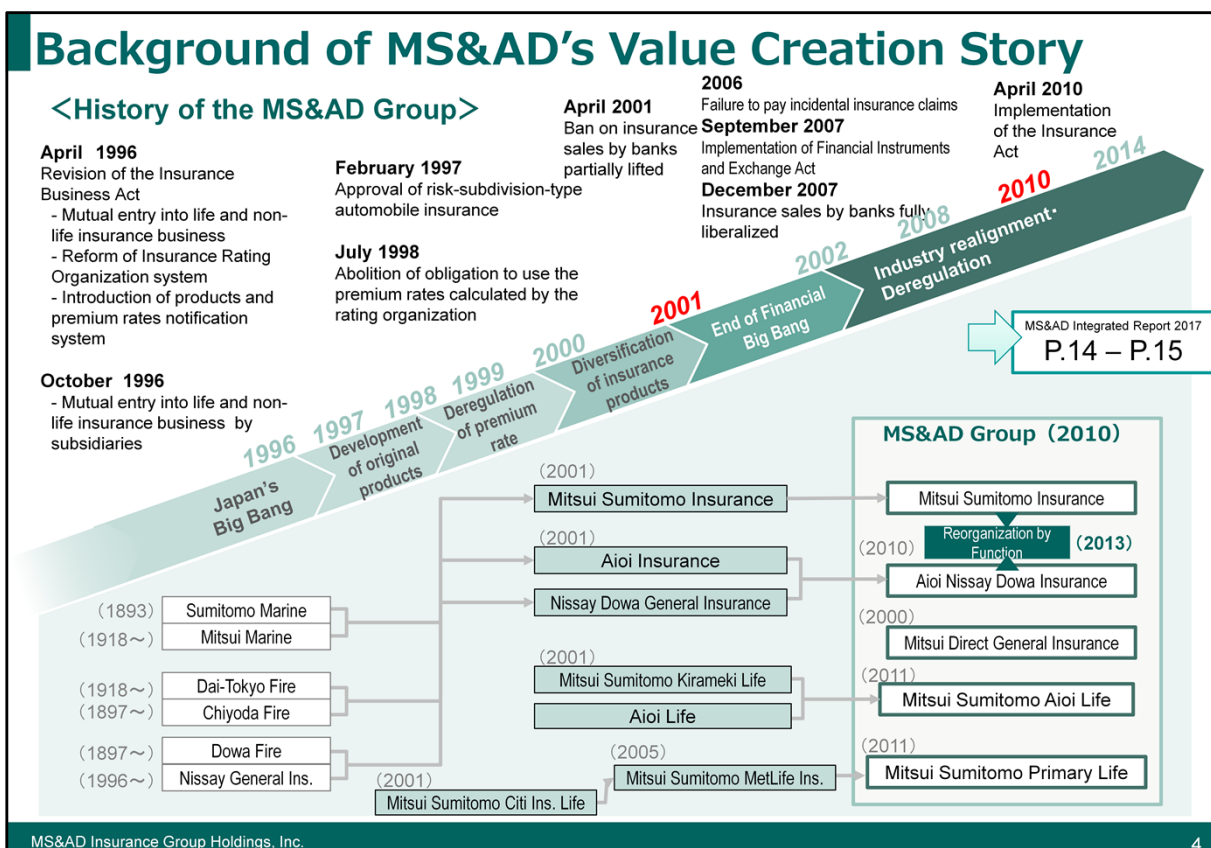 Background of MS&AD's Value Creation Story
＜History of the MS&AD Group＞
April 1996
Revision of the Insurance
Business Act
- Mutual entry into life and non-
life insurance business
- Reform of Insurance Rating
Organization system
- Introduction of products and
premium rates notification
system
October 1996
- Mutual entry into life and non-
life insurance business by
subsidiaries
February 1997
Approval of risk-subdivision-type
automobile insurance
July 1998
Abolition of obligation to use the
premium rates calculated by the
rating organization
April 2001
Ban on insurance
sales by banks
partially lifted
2006
Failure to pay incidental insurance claims
September 2007
Implementation of Financial Instruments
and Exchange Act
December 2007
Insurance sales by banks fully
liberalized
April 2010
Implementation
of the Insurance
Act
1996
1997
1998
1999
2000
2001
2002
2008
2010
2014
Japan's
Big Bang
Development
of original
products
Deregulation
of premium
rate
Diversification
of insurance
products
End of Financial
Big Bang
Industry realignment・
Deregulation
MS&AD Integrated Report 2017
P.14 – P.15
（1893）
Sumitomo Marine
（1918～）
Mitsui Marine
（1918～）
Dai-Tokyo Fire
（1897～）
Chiyoda Fire
（1897～）
Dowa Fire
（1996～）
Nissay General Ins.
（2001）
Mitsui Sumitomo Insurance
（2001）
Aioi Insurance
Nissay Dowa General Insurance
（2001）
Mitsui Sumitomo Kirameki Life
Aioi Life
（2001）
Mitsui Sumitomo Citi Ins. Life
（2005）
Mitsui Sumitomo MetLife Ins.
MS&AD Group（2010）
Mitsui Sumitomo Insurance
Reorganization by
Function
（2013）
（2010）
Aioi Nissay Dowa Insurance
（2000）
Mitsui Direct General Insurance
（2011）
Mitsui Sumitomo Aioi Life
（2011）
Mitsui Sumitomo Primary Life
MS&AD Insurance Group Holdings, Inc.
4